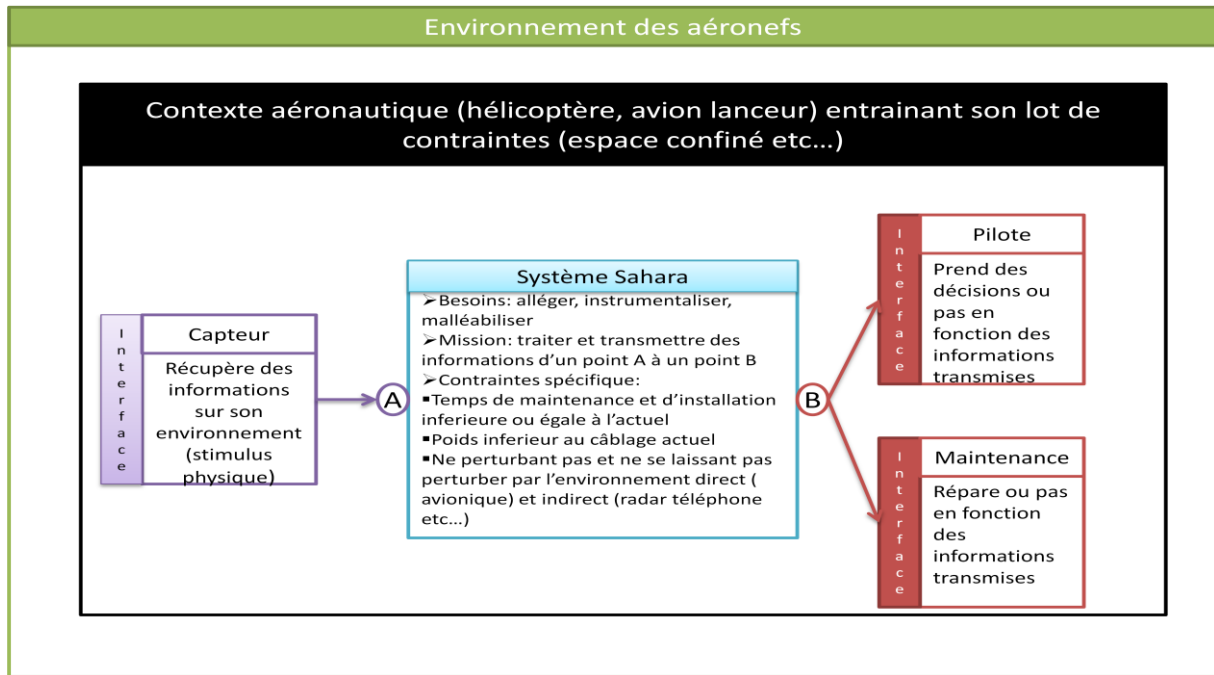 Environnement des aéronefs
Contexte aéronautique (hélicoptère, avion lanceur) entrainant son lot de
contraintes (espace confiné etc...)
Interface
Capteur
Récupère des
informations
sur son
environnement
(stimulus
physique)
A
Système Sahara
➢Besoins: alléger, instrumentaliser,
malléabiliser
➢Mission: traiter et transmettre des
informations d’un point A à un point B
➢Contraintes spécifique:
▪Temps de maintenance et d’installation
inferieure ou égale à l’actuel
▪Poids inferieur au câblage actuel
▪Ne perturbant pas et ne se laissant pas
perturber par l’environment direct (
avionique) et indirect (radar téléphone
etc...)
B
Interface
Pilote
Prend des
décisions ou
pas en
fonction des
informations
transmises
Interface
Maintenance
Répare ou pas
en fonction
des
informations
transmises